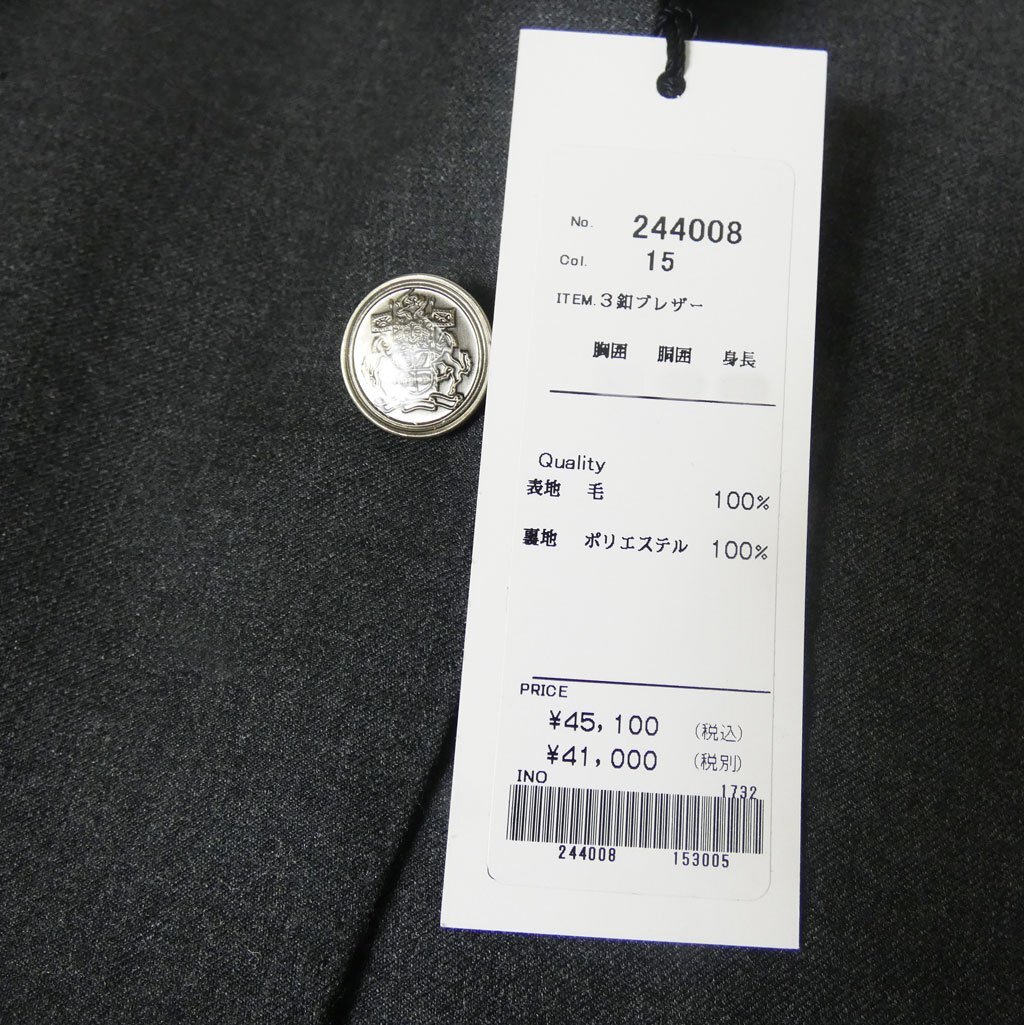 No. 244008
Col. 15
ITEM.3釦ブレザー
胸囲 胴囲 身長
Quality
表地 毛 100%
裏地 ポリエステル 100%
PRICE
¥45,100 (税込)
¥41,000 (税別)
INO 1732
244008 153005